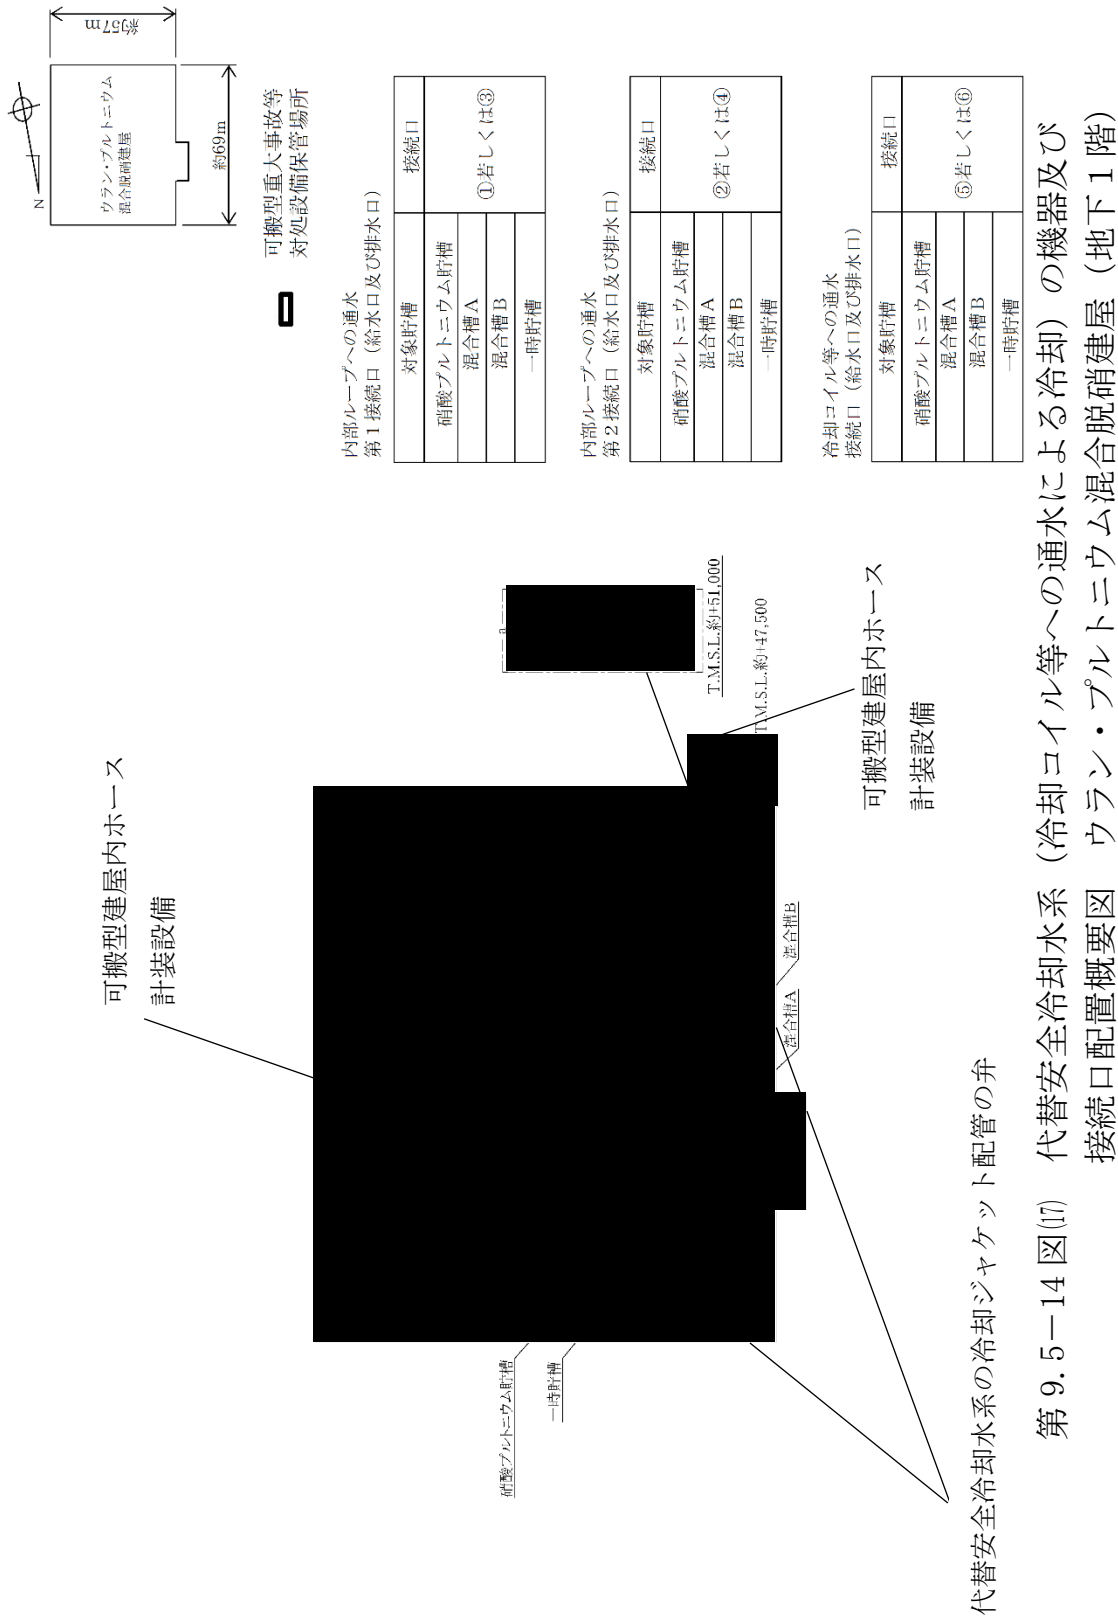 約57m
ウラン・プルトニウム
混合脱硝建屋
約69m
N
可搬型重大事故等
対処設備保管場所
内部ループへの通水
第1接続口（給水口及び排水口）
対象貯槽 接続口
硝酸プルトニウム貯槽 ①若しくは③
混合槽A
混合槽B
一時貯槽
内部ループへの通水
第2接続口（給水口及び排水口）
対象貯槽 接続口
硝酸プルトニウム貯槽 ②若しくは④
混合槽A
混合槽B
一時貯槽
冷却コイル等への通水
接続口（給水口及び排水口）
対象貯槽 接続口
硝酸プルトニウム貯槽 ⑤若しくは⑥
混合槽A
混合槽B
一時貯槽
可搬型建屋内ホース
計装設備
a
T.M.S.L.約+51,000
T.M.S.L.約+47,500
可搬型建屋内ホース
計装設備
混合槽B
混合槽A
硝酸プルトニウム貯槽
一時貯槽
代替安全冷却水系の冷却ジャケット配管の弁
第9.5－14図(17)　代替安全冷却水系（冷却コイル等への通水による冷却）の機器及び
接続口配置概要図　ウラン・プルトニウム混合脱硝建屋（地下1階）